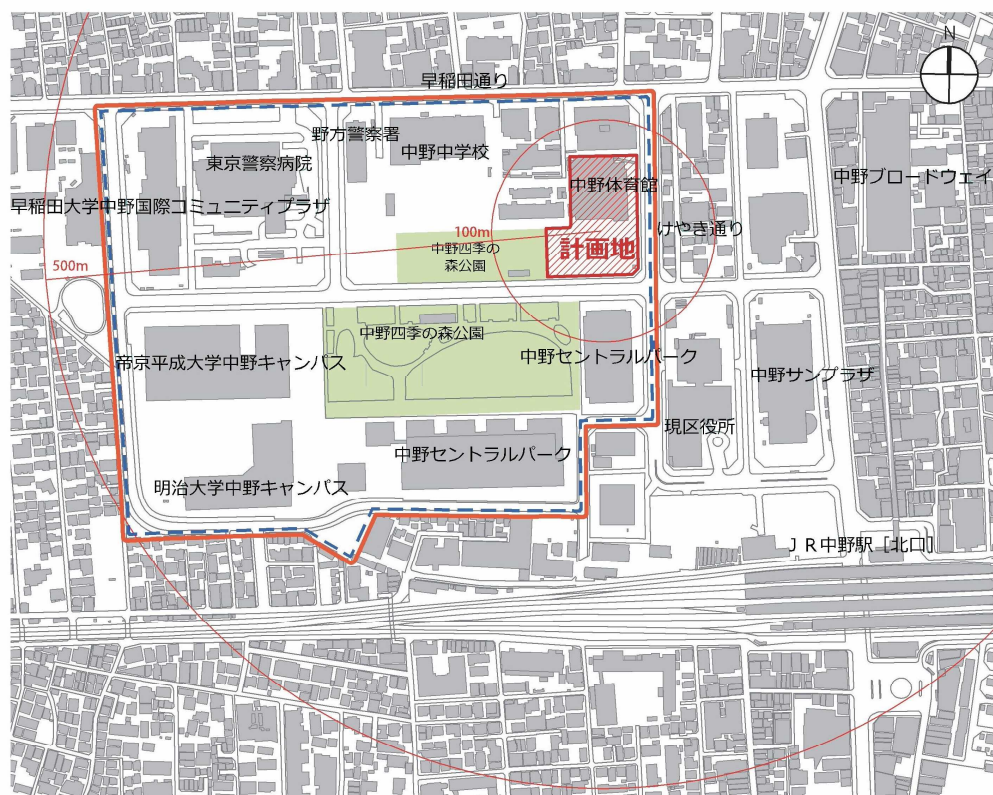 N
早稲田通り
野方警察署
中野中学校
東京警察病院
中野体育館
中野ブロードウェイ
早稲田大学中野国際コミュニティプラザ
100m
けやき通り
中野四季の
森公園
計画地
500m
中野四季の森公園
帝京平成大学中野キャンパス
中野セントラルパーク
中野サンプラザ
現区役所
中野セントラルパーク
明治大学中野キャンパス
ＪＲ中野駅［北口］